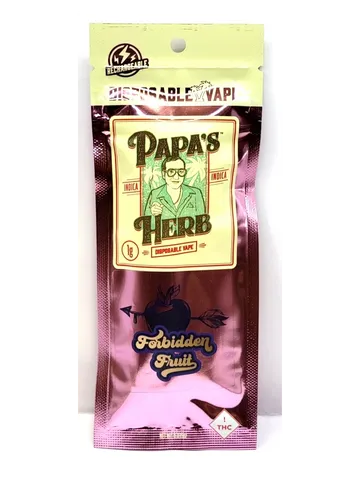 RECHARGEABLE
DISPOSABLE VAPE
PAPA'S
INDICA INDICA
HERB
1g DISPOSABLE VAPE
Forbidden
Fruit
! THC